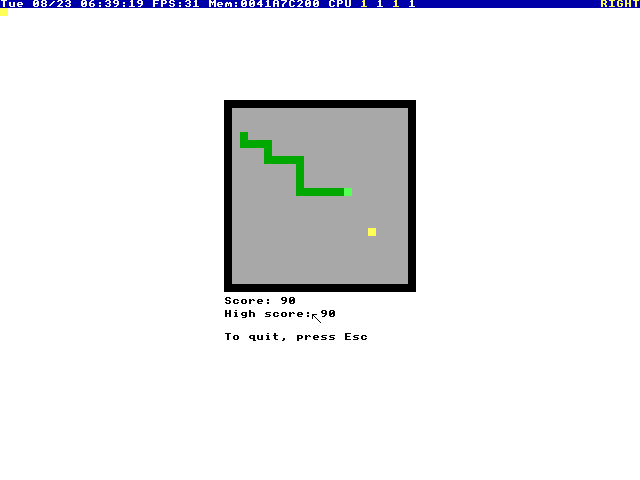 Tue 08/23 06:39:19 FPS:31 Mem:0041A7C200 CPU 1 1 1 1 RIGHT
Score: 90
High score: 90
To quit, press Esc